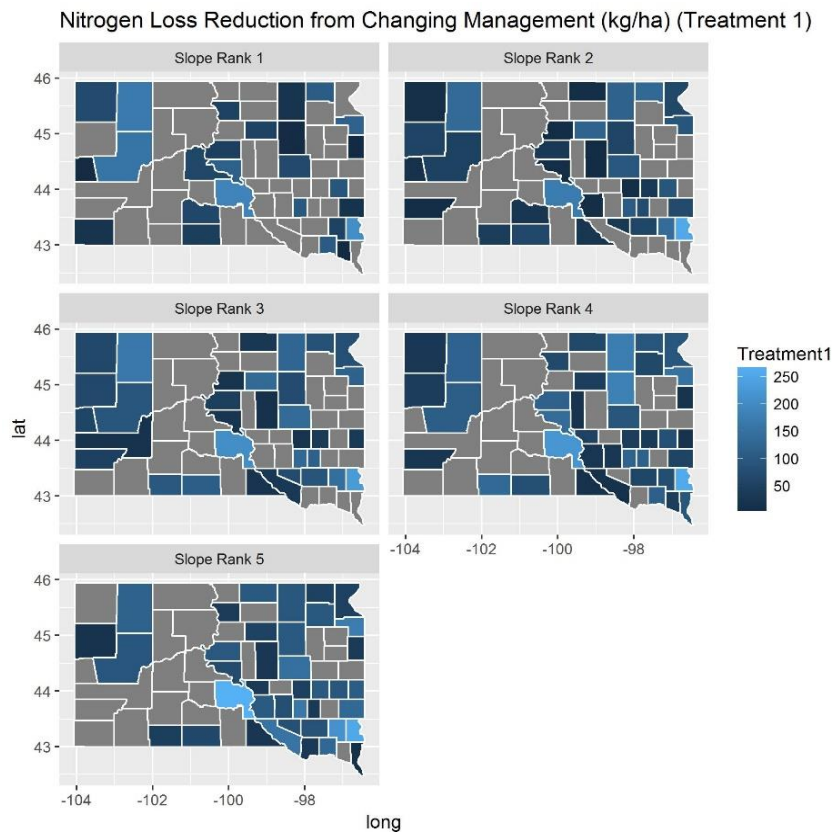 Nitrogen Loss Reduction from Changing Management (kg/ha) (Treatment 1)
Slope Rank 1
Slope Rank 2
46
45
44
43
Slope Rank 3
Slope Rank 4
46
45
44
43
lat
Treatment1
250
200
150
100
50
-104
-102
-100
-98
Slope Rank 5
46
45
44
43
-104
-102
-100
-98
long